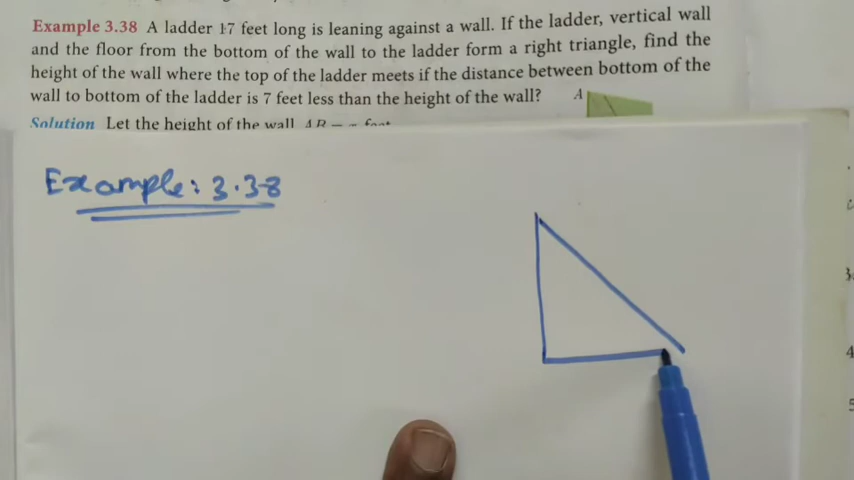 Example 3.38 A ladder 17 feet long is leaning against a wall. If the ladder, vertical wall
and the floor from the bottom of the wall to the ladder form a right triangle, find the
height of the wall where the top of the ladder meets if the distance between bottom of the
wall to bottom of the ladder is 7 feet less than the height of the wall?
A
Solution Let the height of the wall AB = x feet
Example: 3.38